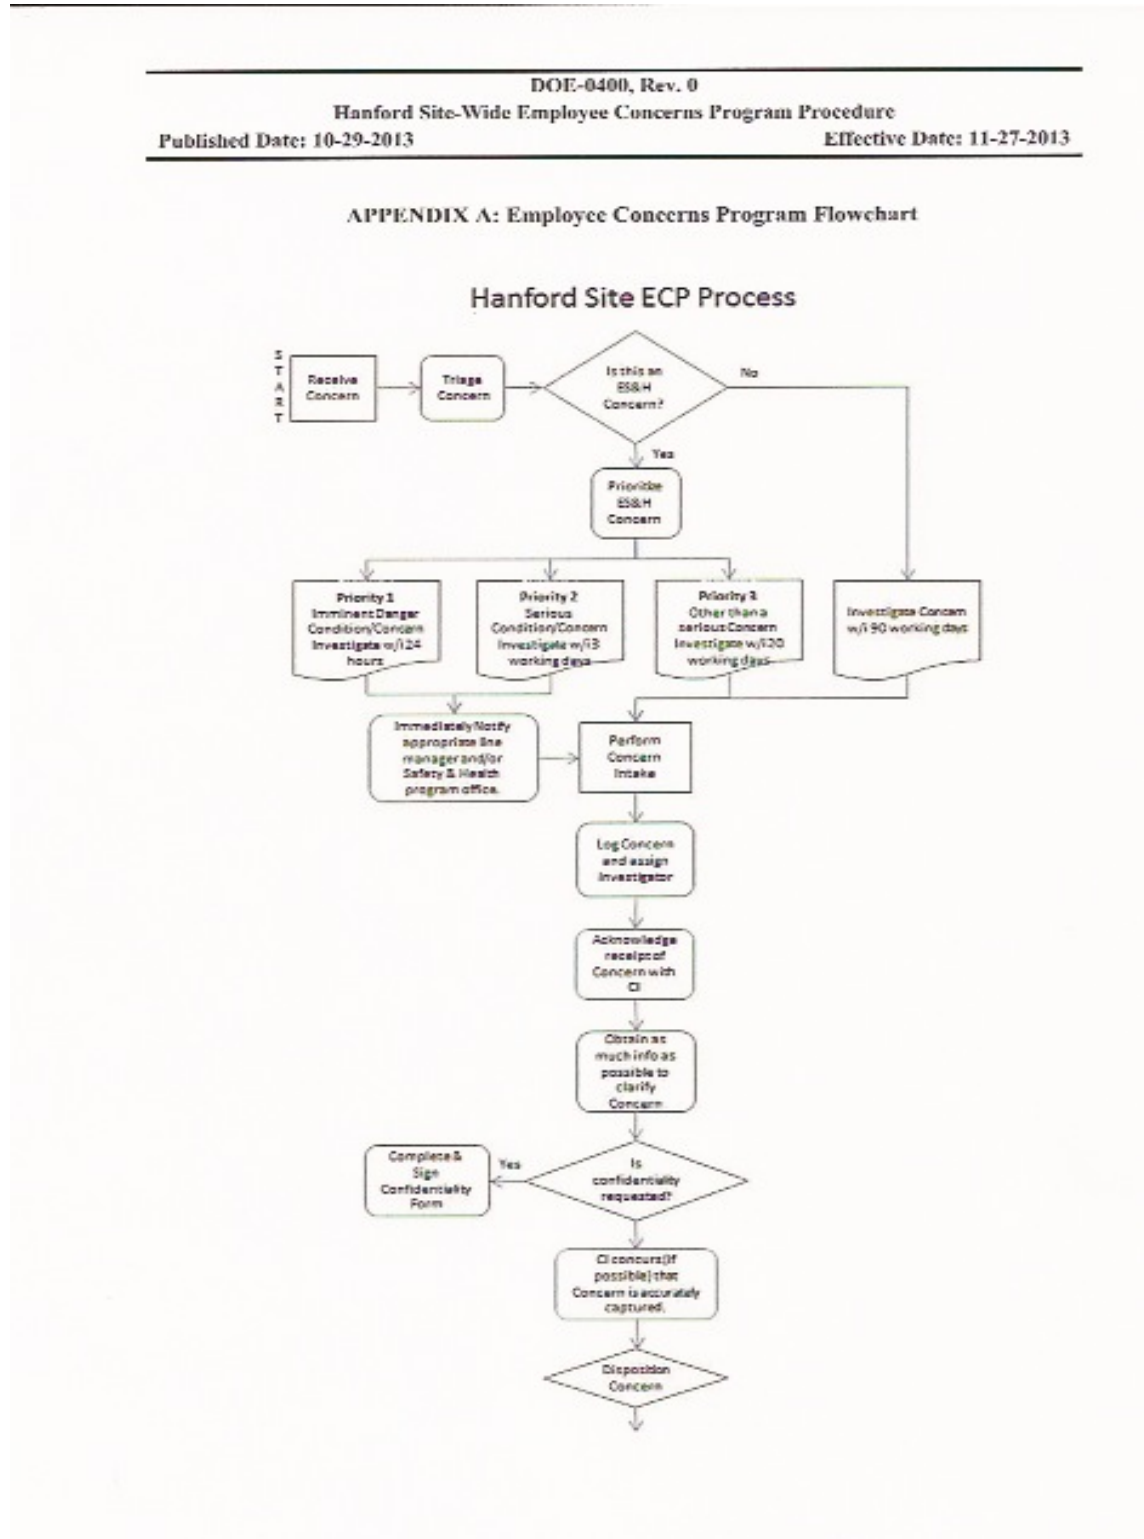 DOE-0400, Rev. 0
Hanford Site-Wide Employee Concerns Program Procedure
Published Date: 10-29-2013 Effective Date: 11-27-2013
APPENDIX A: Employee Concerns Program Flowchart
Hanford Site ECP Process
START
Receive
Concern
Triage
Concern
Is this an
ES&H
Concern?
No
Yes
Prioritize
ES&H
Concern
Priority 1
Imminent Danger
Condition/Concern
Investigate w/i 24
hours
Priority 2
Serious
Condition/Concern
Investigate w/i 3
working days
Priority 3
Other than a
serious Concern
Investigate w/i 20
working days
Investigate Concern
w/i 90 working days
Immediately Notify
appropriate line
manager and/or
Safety & Health
program office.
Perform
Concern
Intake
Log Concern
and assign
Investigator
Acknowledge
receipt of
Concern with
CI
Obtain as
much info as
possible to
clarify
Concern
Is
confidentiality
requested?
Yes
Complete &
Sign
Confidentiality
Form
CI concurs (if
possible) that
Concern is accurately
captured.
Disposition
Concern